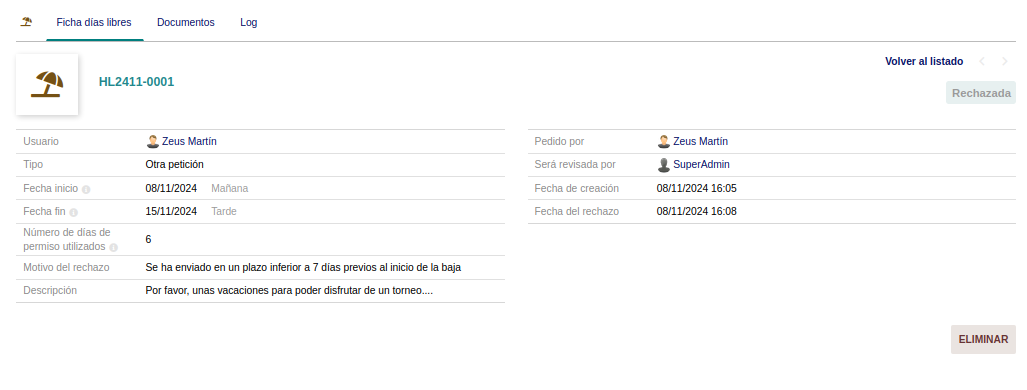 Ficha días libres Documentos Log
Volver al listado
HL2411-0001
Rechazada
Usuario Zeus Martín
Tipo Otra petición
Fecha inicio 08/11/2024 Mañana
Fecha fin 15/11/2024 Tarde
Número de días de
permiso utilizados 6
Motivo del rechazo Se ha enviado en un plazo inferior a 7 días previos al inicio de la baja
Descripción Por favor, unas vacaciones para poder disfrutar de un torneo....
Pedido por Zeus Martín
Será revisada por SuperAdmin
Fecha de creación 08/11/2024 16:05
Fecha del rechazo 08/11/2024 16:08
ELIMINAR